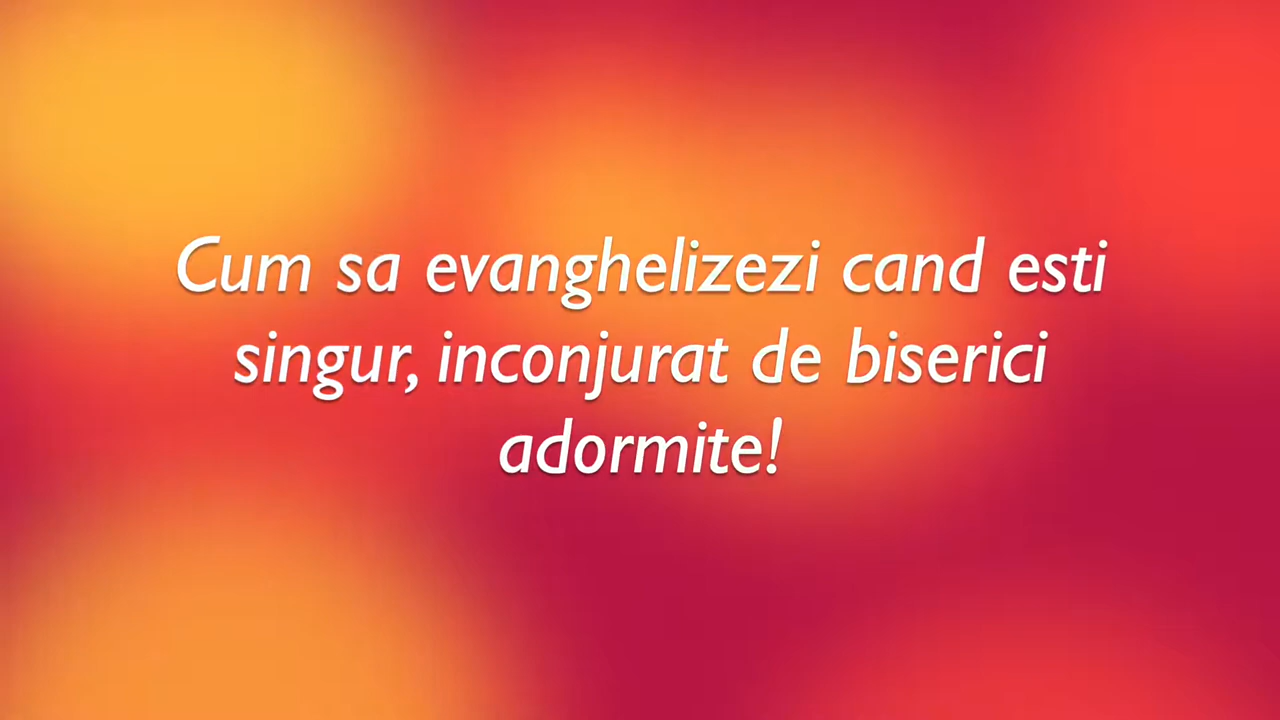 Cum sa evanghelizezi cand esti
singur, inconjurat de biserici
adormite!